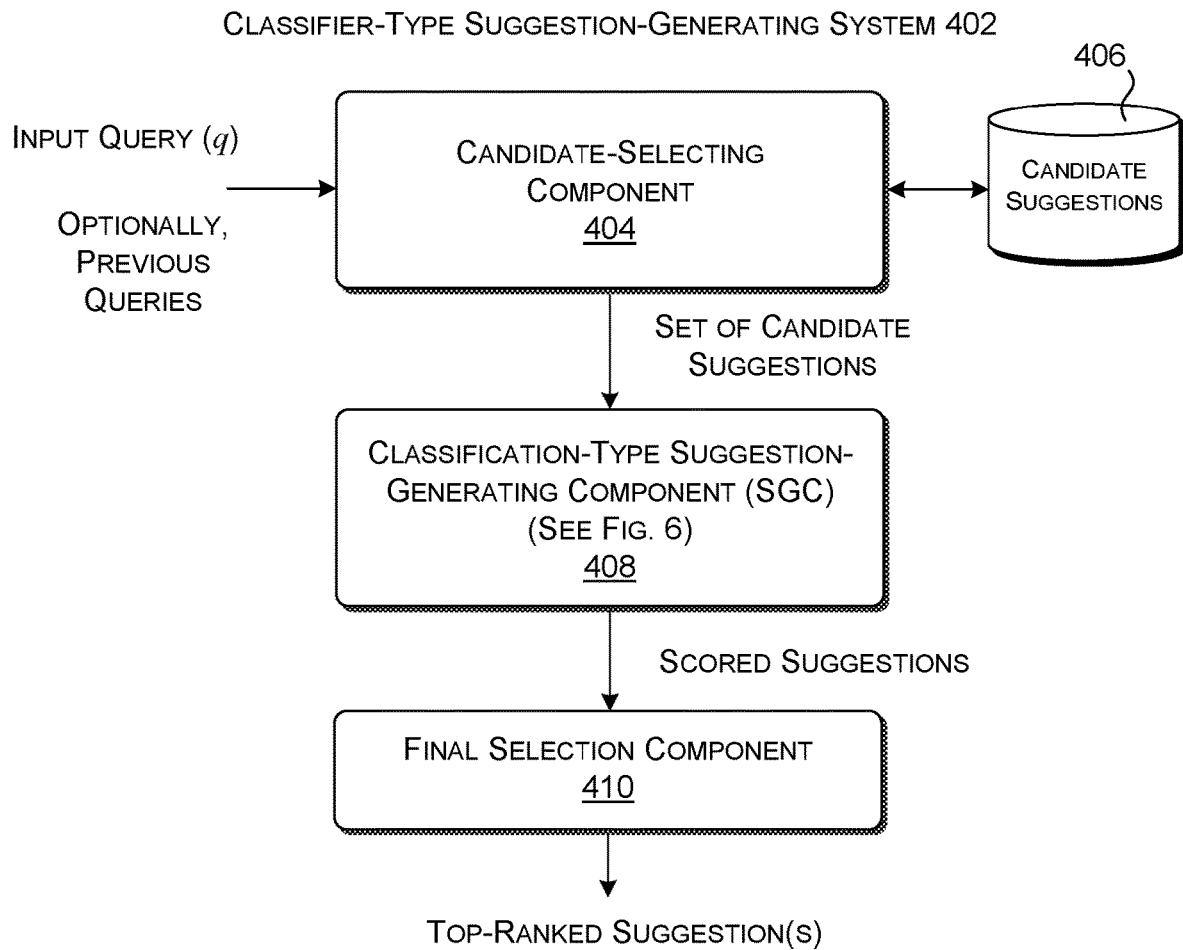 CLASSIFIER-TYPE SUGGESTION-GENERATING SYSTEM 402
406
INPUT QUERY (q)
OPTIONALLY,
PREVIOUS
QUERIES
CANDIDATE-SELECTING
COMPONENT
404
CANDIDATE
SUGGESTIONS
SET OF CANDIDATE
SUGGESTIONS
CLASSIFICATION-TYPE SUGGESTION-
GENERATING COMPONENT (SGC)
(SEE FIG. 6)
408
SCORED SUGGESTIONS
FINAL SELECTION COMPONENT
410
TOP-RANKED SUGGESTION(S)